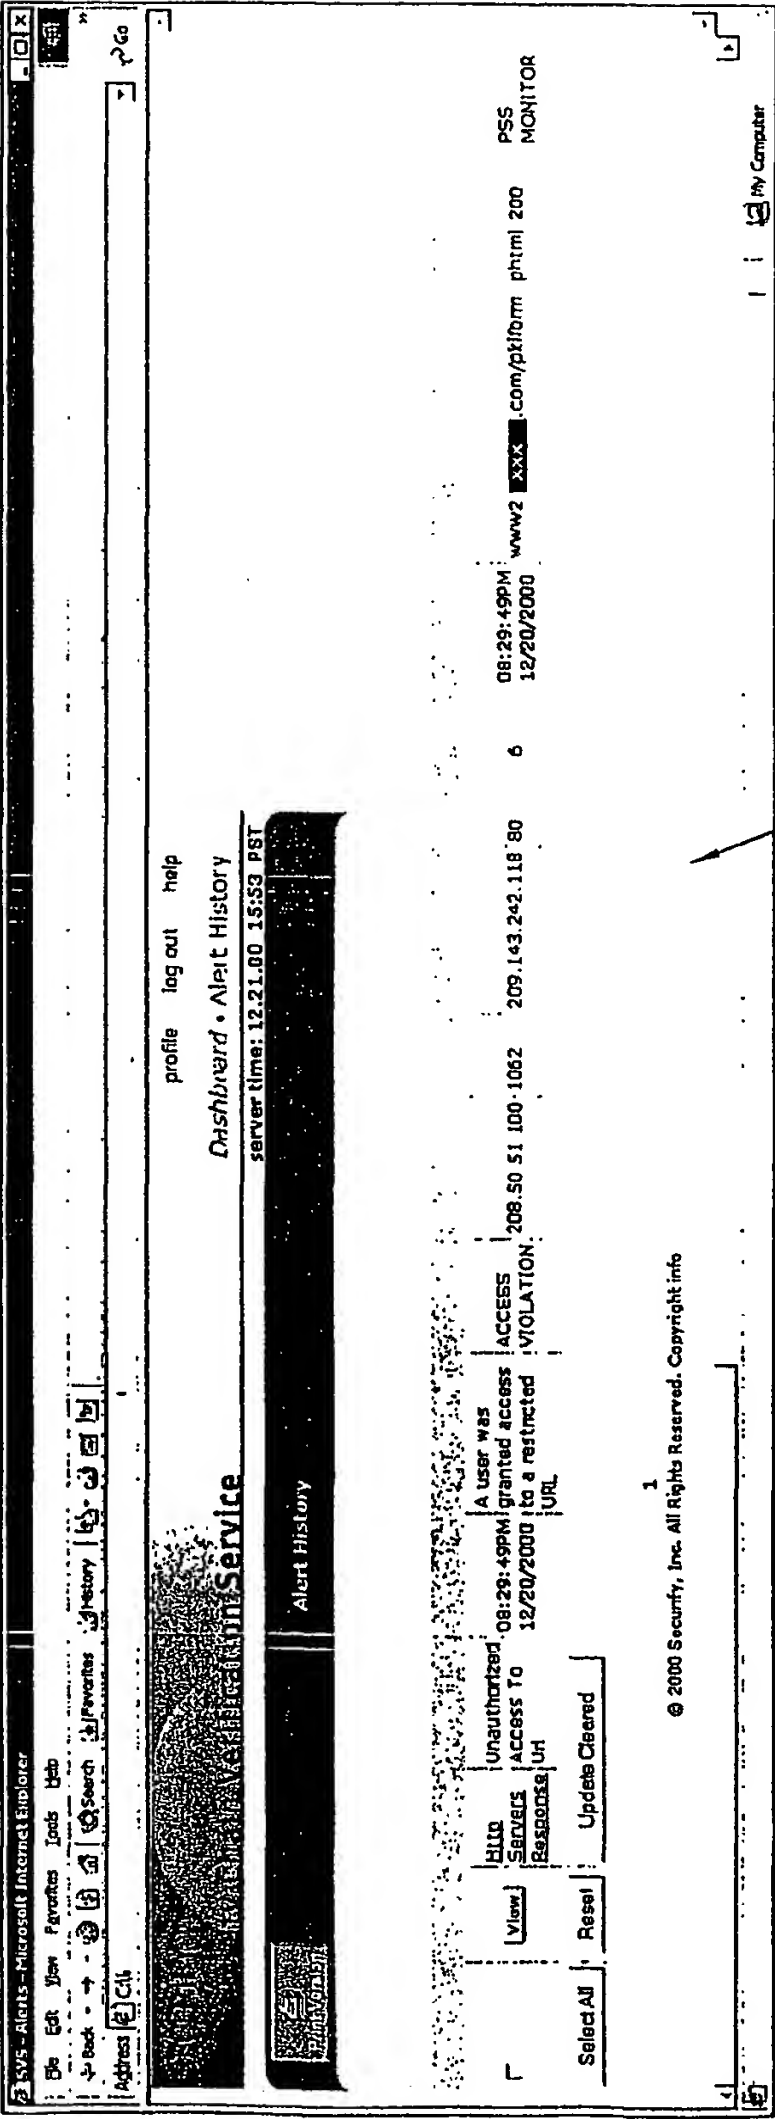 SVS - Alerts - Microsoft Internet Explorer
File Edit View Favorites Tools Help
Back Search Favorites History
Address C:\ Go
profile log out help
Verification Service
Dashboard • Alert History
server time: 12.21.00 15:53 PST
Alert History
View
Http Servers Response
Unauthorized Access To Url
08:29:49PM 12/20/2000
A user was granted access to a restricted URL
ACCESS VIOLATION
208.50 51 100·1062
209.143.242.118 80
6
08:29:49PM 12/20/2000
www2 xxx .com/pklform phtml 200
PSS MONITOR
Select All Reset Update Cleared
1
© 2000 Securify, Inc. All Rights Reserved. Copyright info
My Computer